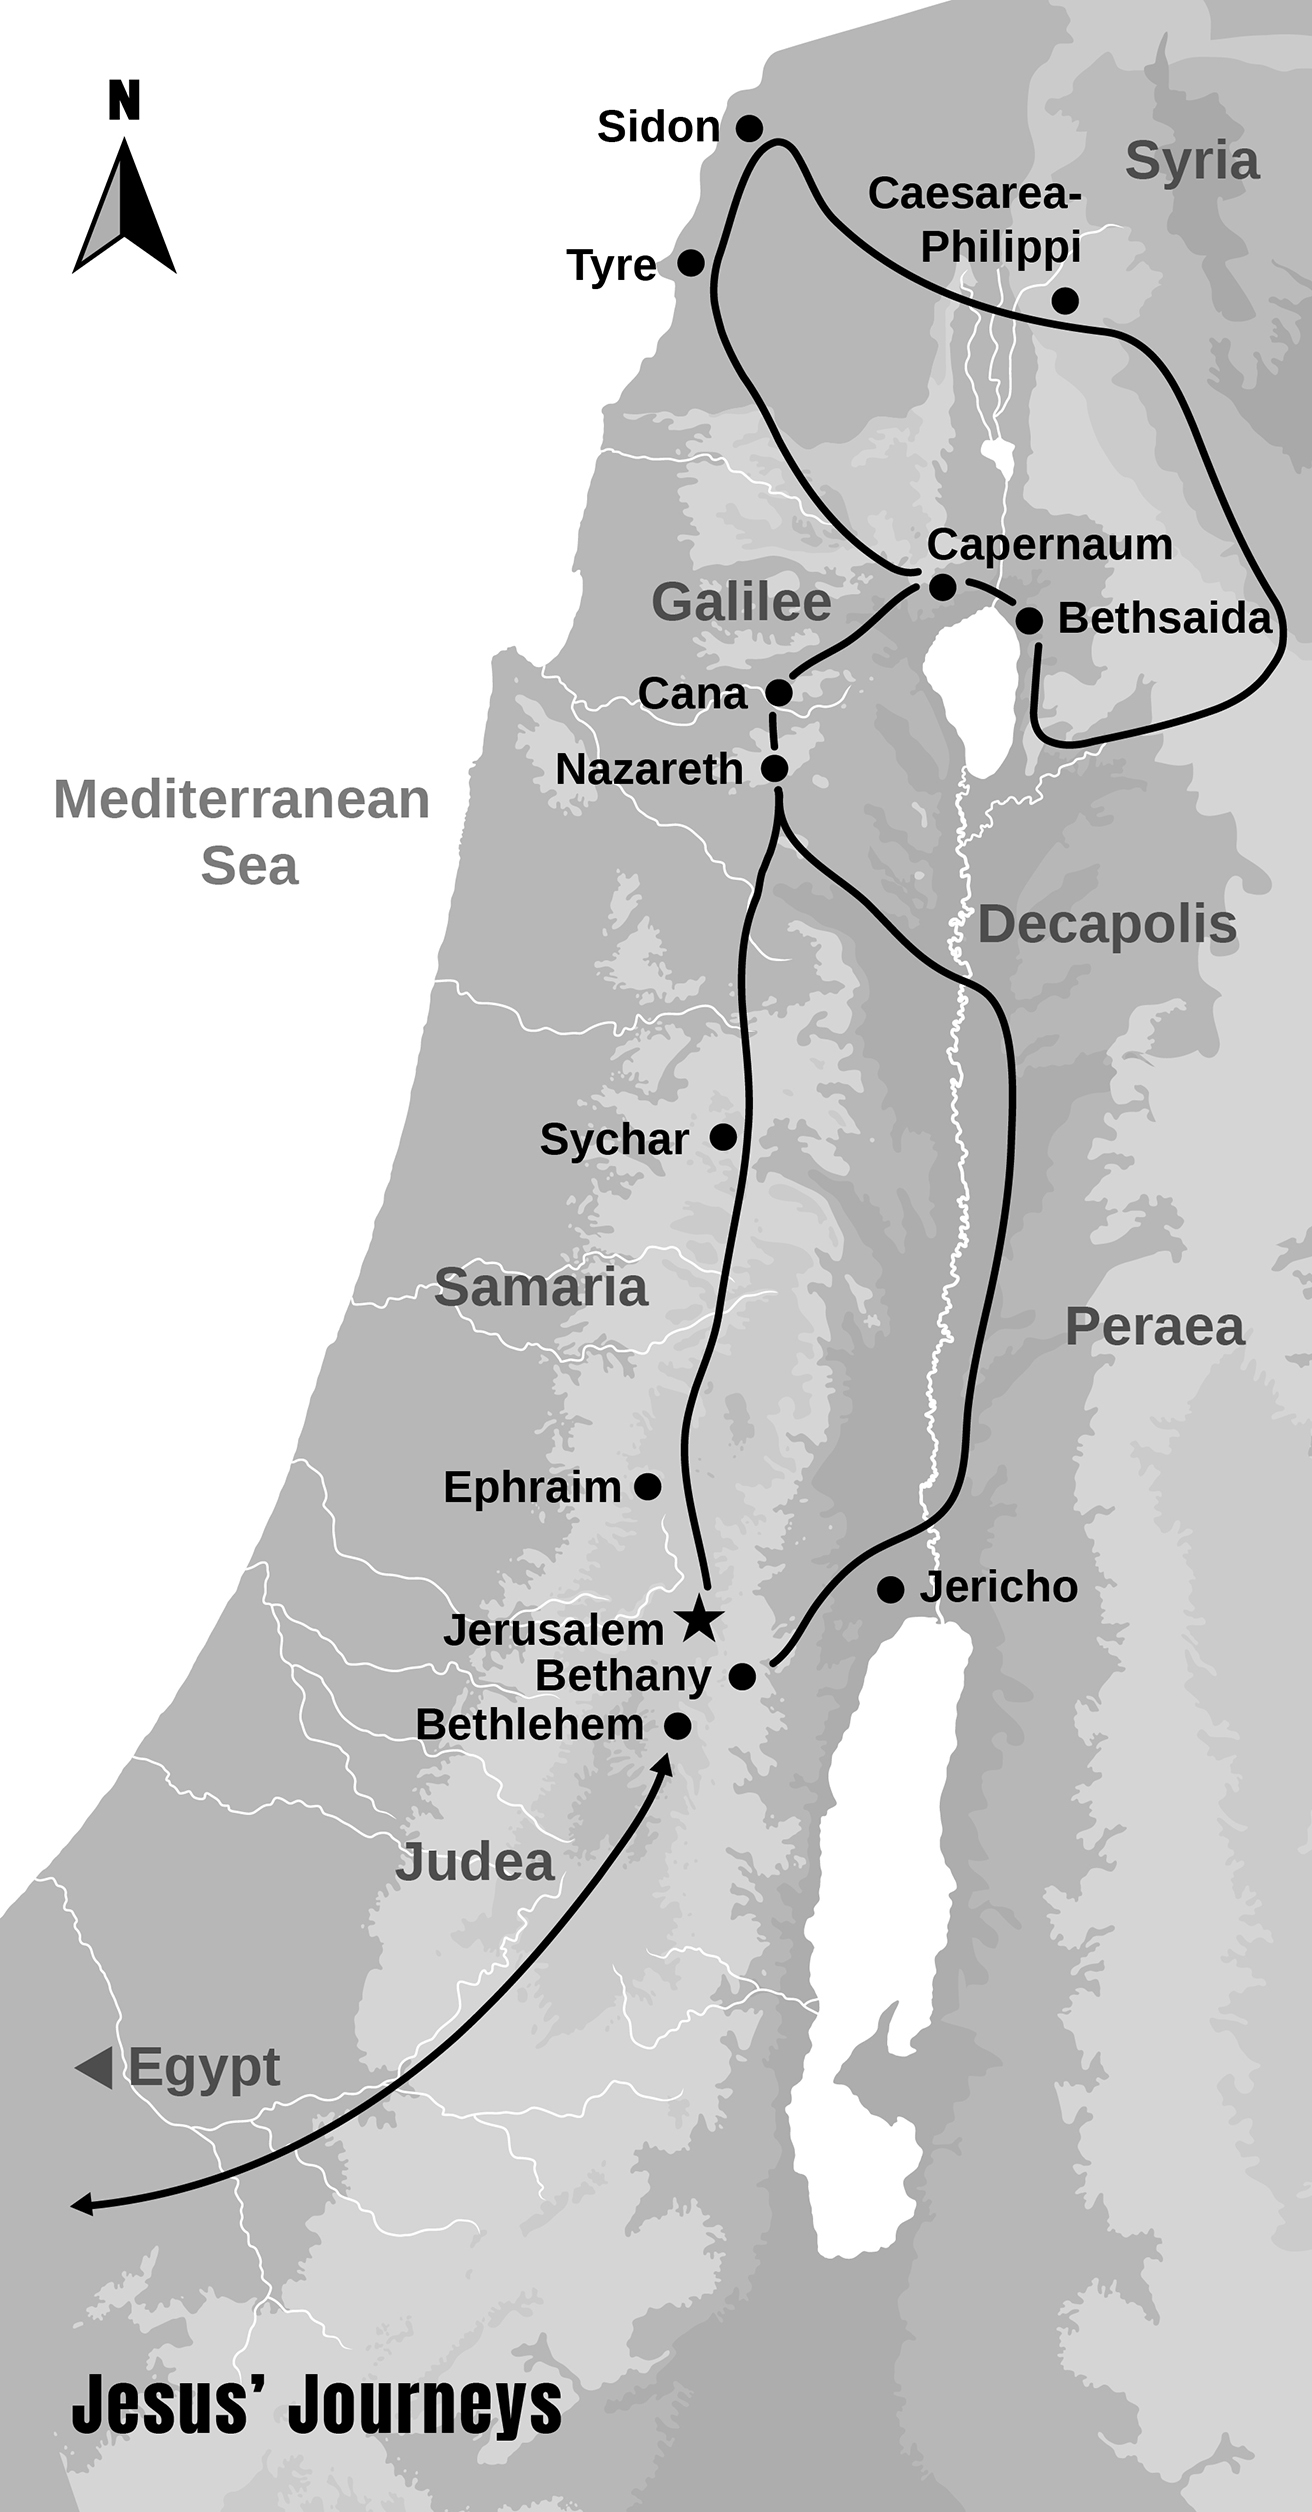 N
Sidon
Syria
Caesarea-
Philippi
Tyre
Capernaum
Galilee
Bethsaida
Cana
Nazareth
Mediterranean
Sea
Decapolis
Sychar
Samaria
Peraea
Ephraim
Jericho
Jerusalem
Bethany
Bethlehem
Judea
Egypt
Jesus’ Journeys